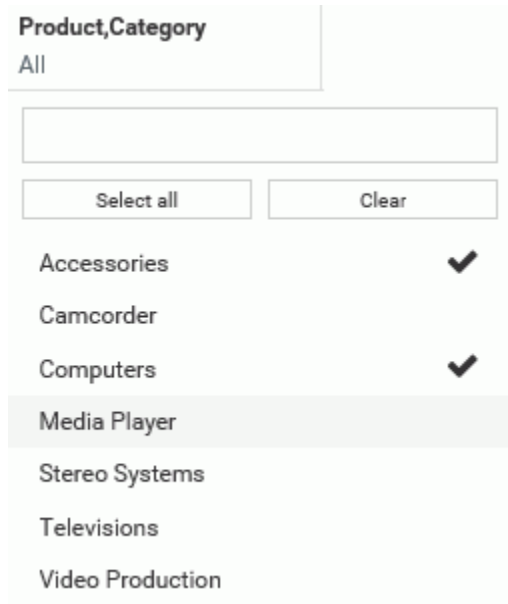 Product,Category
All
Select all Clear
Accessories
Camcorder
Computers
Media Player
Stereo Systems
Televisions
Video Production